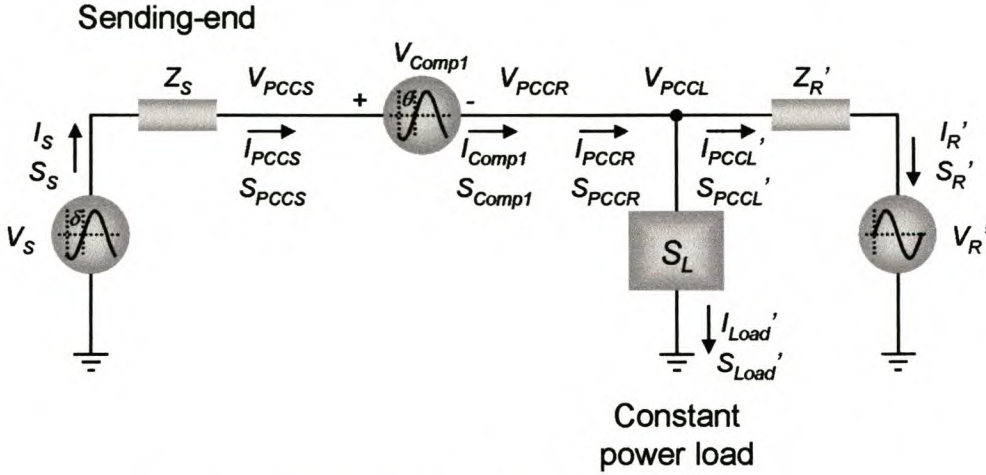 Sending-end
V_Comp1
Z_S
V_PCCS
V_PCCR
V_PCCL
Z_R'
+ θ -
I_S
I_PCCS
I_Comp1
I_PCCR
I_PCCL'
I_R'
S_S
S_PCCS
S_Comp1
S_PCCR
S_PCCL'
S_R'
δ
V_S
S_L
V_R'
I_Load'
S_Load'
Constant
power load